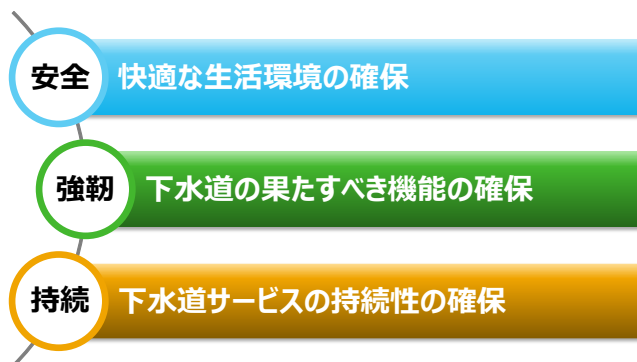 安全 快適な生活環境の確保
強靭 下水道の果たすべき機能の確保
持続 下水道サービスの持続性の確保